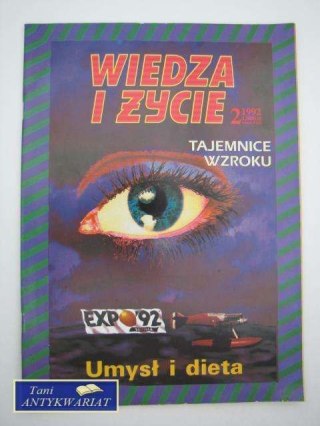 WIEDZA
I ŻYCIE
2 1992
TAJEMNICE
WZROKU
EXPO '92
Umysł i dieta
Tani
ANTYKWARIAT